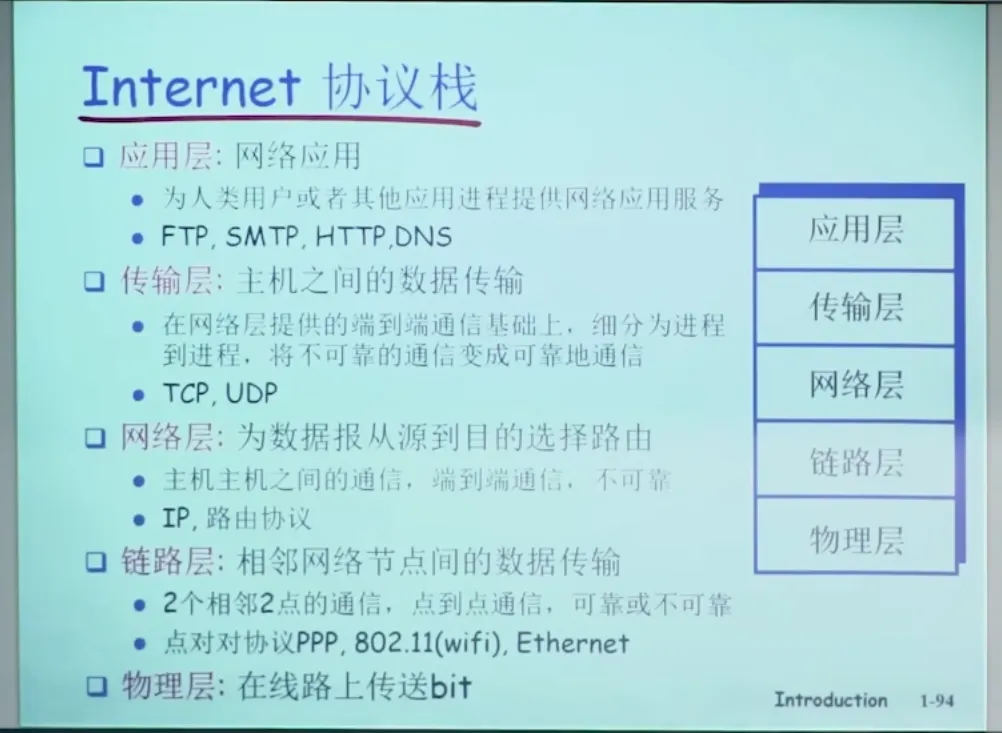 Internet 协议栈
应用层: 网络应用
为人类用户或者其他应用进程提供网络应用服务
FTP, SMTP, HTTP,DNS
传输层: 主机之间的数据传输
在网络层提供的端到端通信基础上，细分为进程
到进程，将不可靠的通信变成可靠地通信
TCP, UDP
网络层: 为数据报从源到目的选择路由
主机主机之间的通信，端到端通信，不可靠
IP, 路由协议
链路层: 相邻网络节点间的数据传输
2个相邻2点的通信，点到点通信，可靠或不可靠
点对对协议PPP, 802.11(wifi), Ethernet
物理层: 在线路上传送bit
应用层
传输层
网络层
链路层
物理层
Introduction 1-94